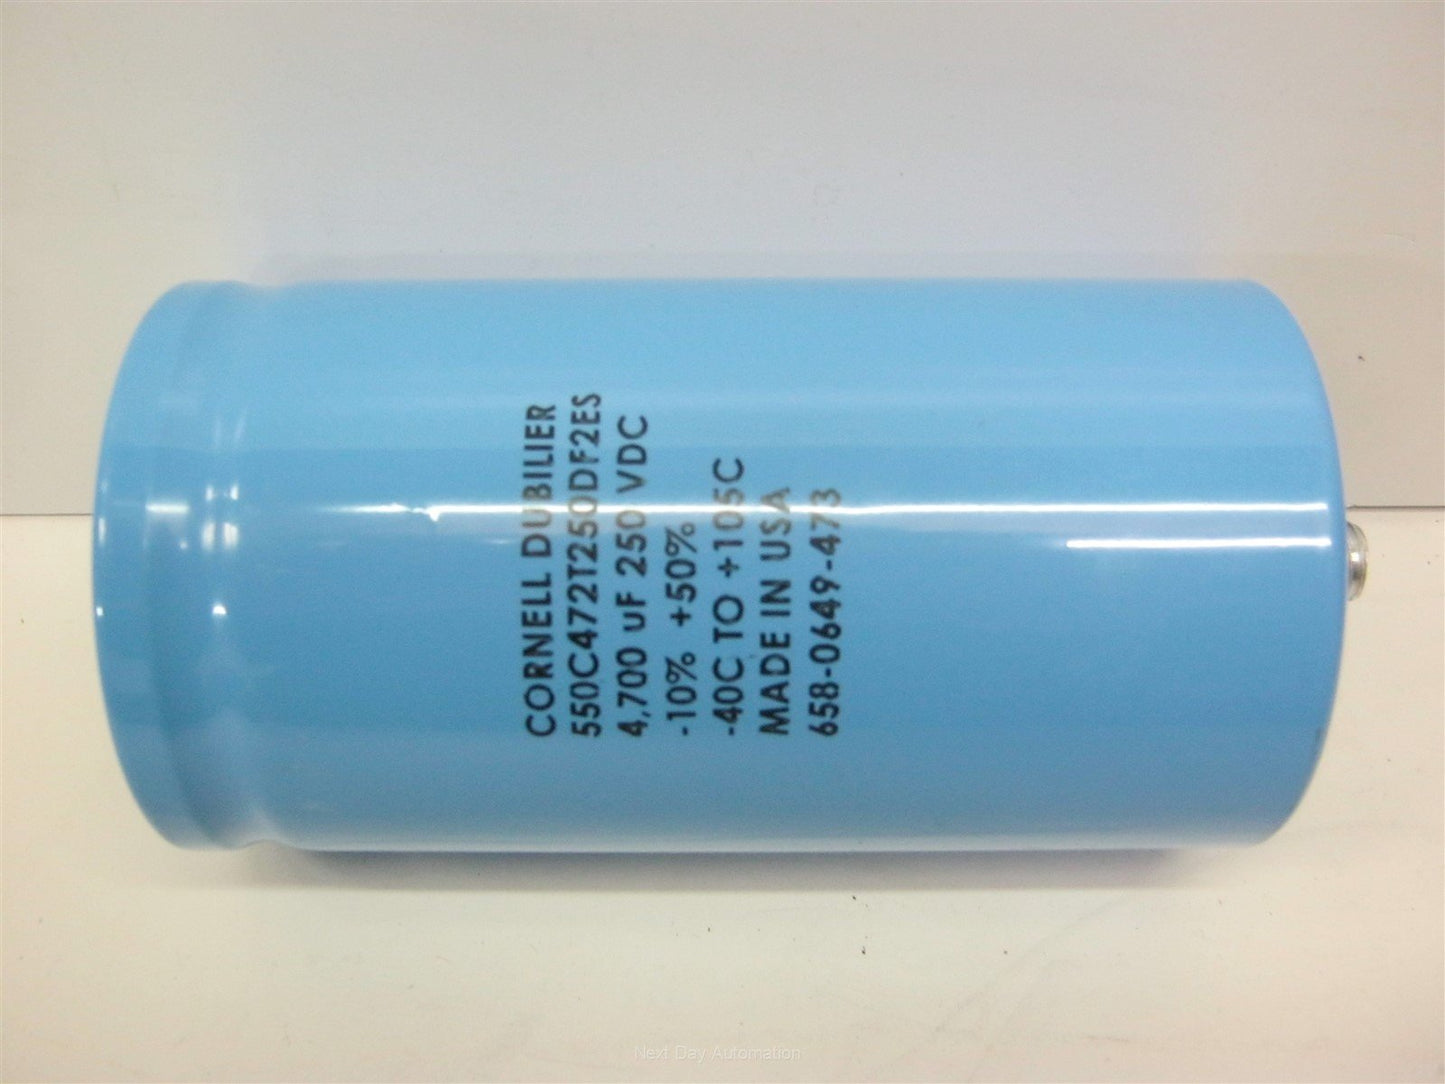 CORNELL DUBILIER
550C472T250DF2ES
4,700 uF 250 VDC
-10% +50%
-40C TO +105C
MADE IN USA
658-0649-473
Next Day Automation